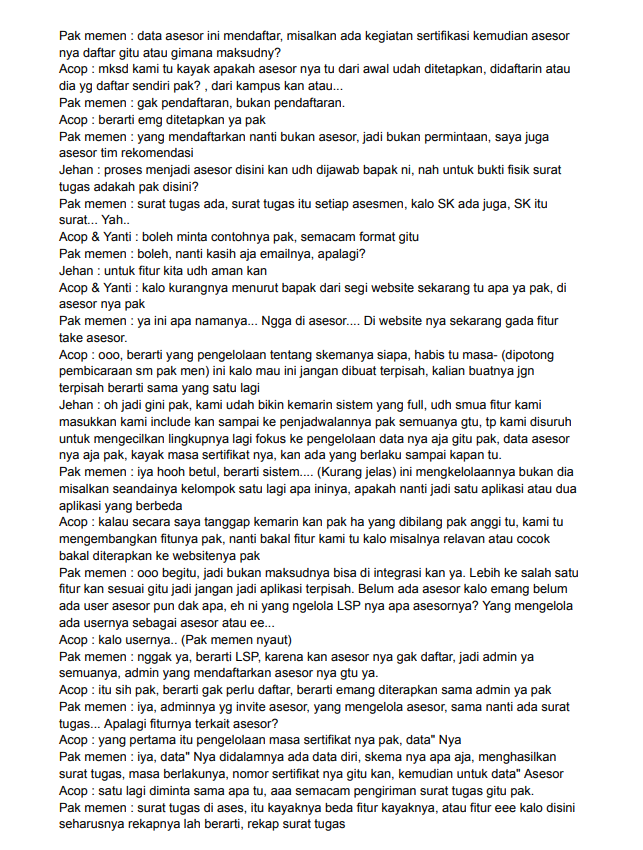 Pak memen : data asesor ini mendaftar, misalkan ada kegiatan sertifikasi kemudian asesor
nya daftar gitu atau gimana maksudny?
Acop : mksd kami tu kayak apakah asesor nya tu dari awal udah ditetapkan, didaftarin atau
dia yg daftar sendiri pak? , dari kampus kan atau...
Pak memen : gak pendaftaran, bukan pendaftaran.
Acop : berarti emg ditetapkan ya pak
Pak memen : yang mendaftarkan nanti bukan asesor, jadi bukan permintaan, saya juga
asesor tim rekomendasi
Jehan : proses menjadi asesor disini kan udh dijawab bapak ni, nah untuk bukti fisik surat
tugas adakah pak disini?
Pak memen : surat tugas ada, surat tugas itu setiap asesmen, kalo SK ada juga, SK itu
surat... Yah..
Acop & Yanti : boleh minta contohnya pak, semacam format gitu
Pak memen : boleh, nanti kasih aja emailnya, apalagi?
Jehan : untuk fitur kita udh aman kan
Acop & Yanti : kalo kurangnya menurut bapak dari segi website sekarang tu apa ya pak, di
asesor nya pak
Pak memen : ya ini apa namanya... Ngga di asesor.... Di website nya sekarang gada fitur
take asesor.
Acop : ooo, berarti yang pengelolaan tentang skemanya siapa, habis tu masa- (dipotong
pembicaraan sm pak men) ini kalo mau ini jangan dibuat terpisah, kalian buatnya jgn
terpisah berarti sama yang satu lagi
Jehan : oh jadi gini pak, kami udah bikin kemarin sistem yang full, udh smua fitur kami
masukkan kami include kan sampai ke penjadwalannya pak semuanya gtu, tp kami disuruh
untuk mengecilkan lingkupnya lagi fokus ke pengelolaan data nya aja gitu pak, data asesor
nya aja pak, kayak masa sertifikat nya, kan ada yang berlaku sampai kapan tu.
Pak memen : iya hooh betul, berarti sistem.... (Kurang jelas) ini mengkelolaannya bukan dia
misalkan seandainya kelompok satu lagi apa ininya, apakah nanti jadi satu aplikasi atau dua
aplikasi yang berbeda
Acop : kalau secara saya tanggap kemarin kan pak ha yang dibilang pak anggi tu, kami tu
mengembangkan fitunya pak, nanti bakal fitur kami tu kalo misalnya relavan atau cocok
bakal diterapkan ke websitenya pak
Pak memen : ooo begitu, jadi bukan maksudnya bisa di integrasi kan ya. Lebih ke salah satu
fitur kan sesuai gitu jadi jangan jadi aplikasi terpisah. Belum ada asesor kalo emang belum
ada user asesor pun dak apa, eh ni yang ngelola LSP nya apa asesornya? Yang mengelola
ada usernya sebagai asesor atau ee...
Acop : kalo usernya.. (Pak memen nyaut)
Pak memen : nggak ya, berarti LSP, karena kan asesor nya gak daftar, jadi admin ya
semuanya, admin yang mendaftarkan asesor nya gtu ya.
Acop : itu sih pak, berarti gak perlu daftar, berarti emang diterapkan sama admin ya pak
Pak memen : iya, adminnya yg invite asesor, yang mengelola asesor, sama nanti ada surat
tugas... Apalagi fiturnya terkait asesor?
Acop : yang pertama itu pengelolaan masa sertifikat nya pak, data" Nya
Pak memen : iya, data" Nya didalamnya ada data diri, skema nya apa aja, menghasilkan
surat tugas, masa berlakunya, nomor sertifikat nya gitu kan, kemudian untuk data" Asesor
Acop : satu lagi diminta sama apa tu, aaa semacam pengiriman surat tugas gitu pak.
Pak memen : surat tugas di ases, itu kayaknya beda fitur kayaknya, atau fitur eee kalo disini
seharusnya rekapnya lah berarti, rekap surat tugas